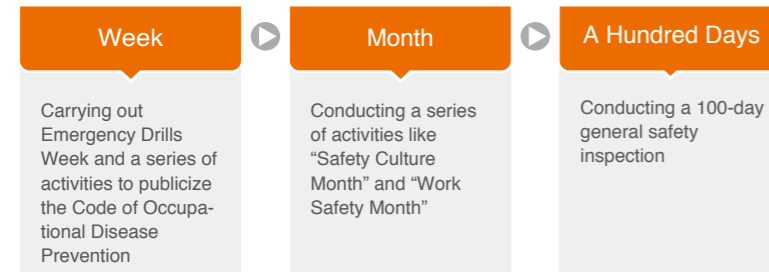 Week
Carrying out
Emergency Drills
Week and a series of
activities to publicize
the Code of Occupa-
tional Disease
Prevention
Month
Conducting a series
of activities like
“Safety Culture
Month” and “Work
Safety Month”
A Hundred Days
Conducting a 100-day
general safety
inspection